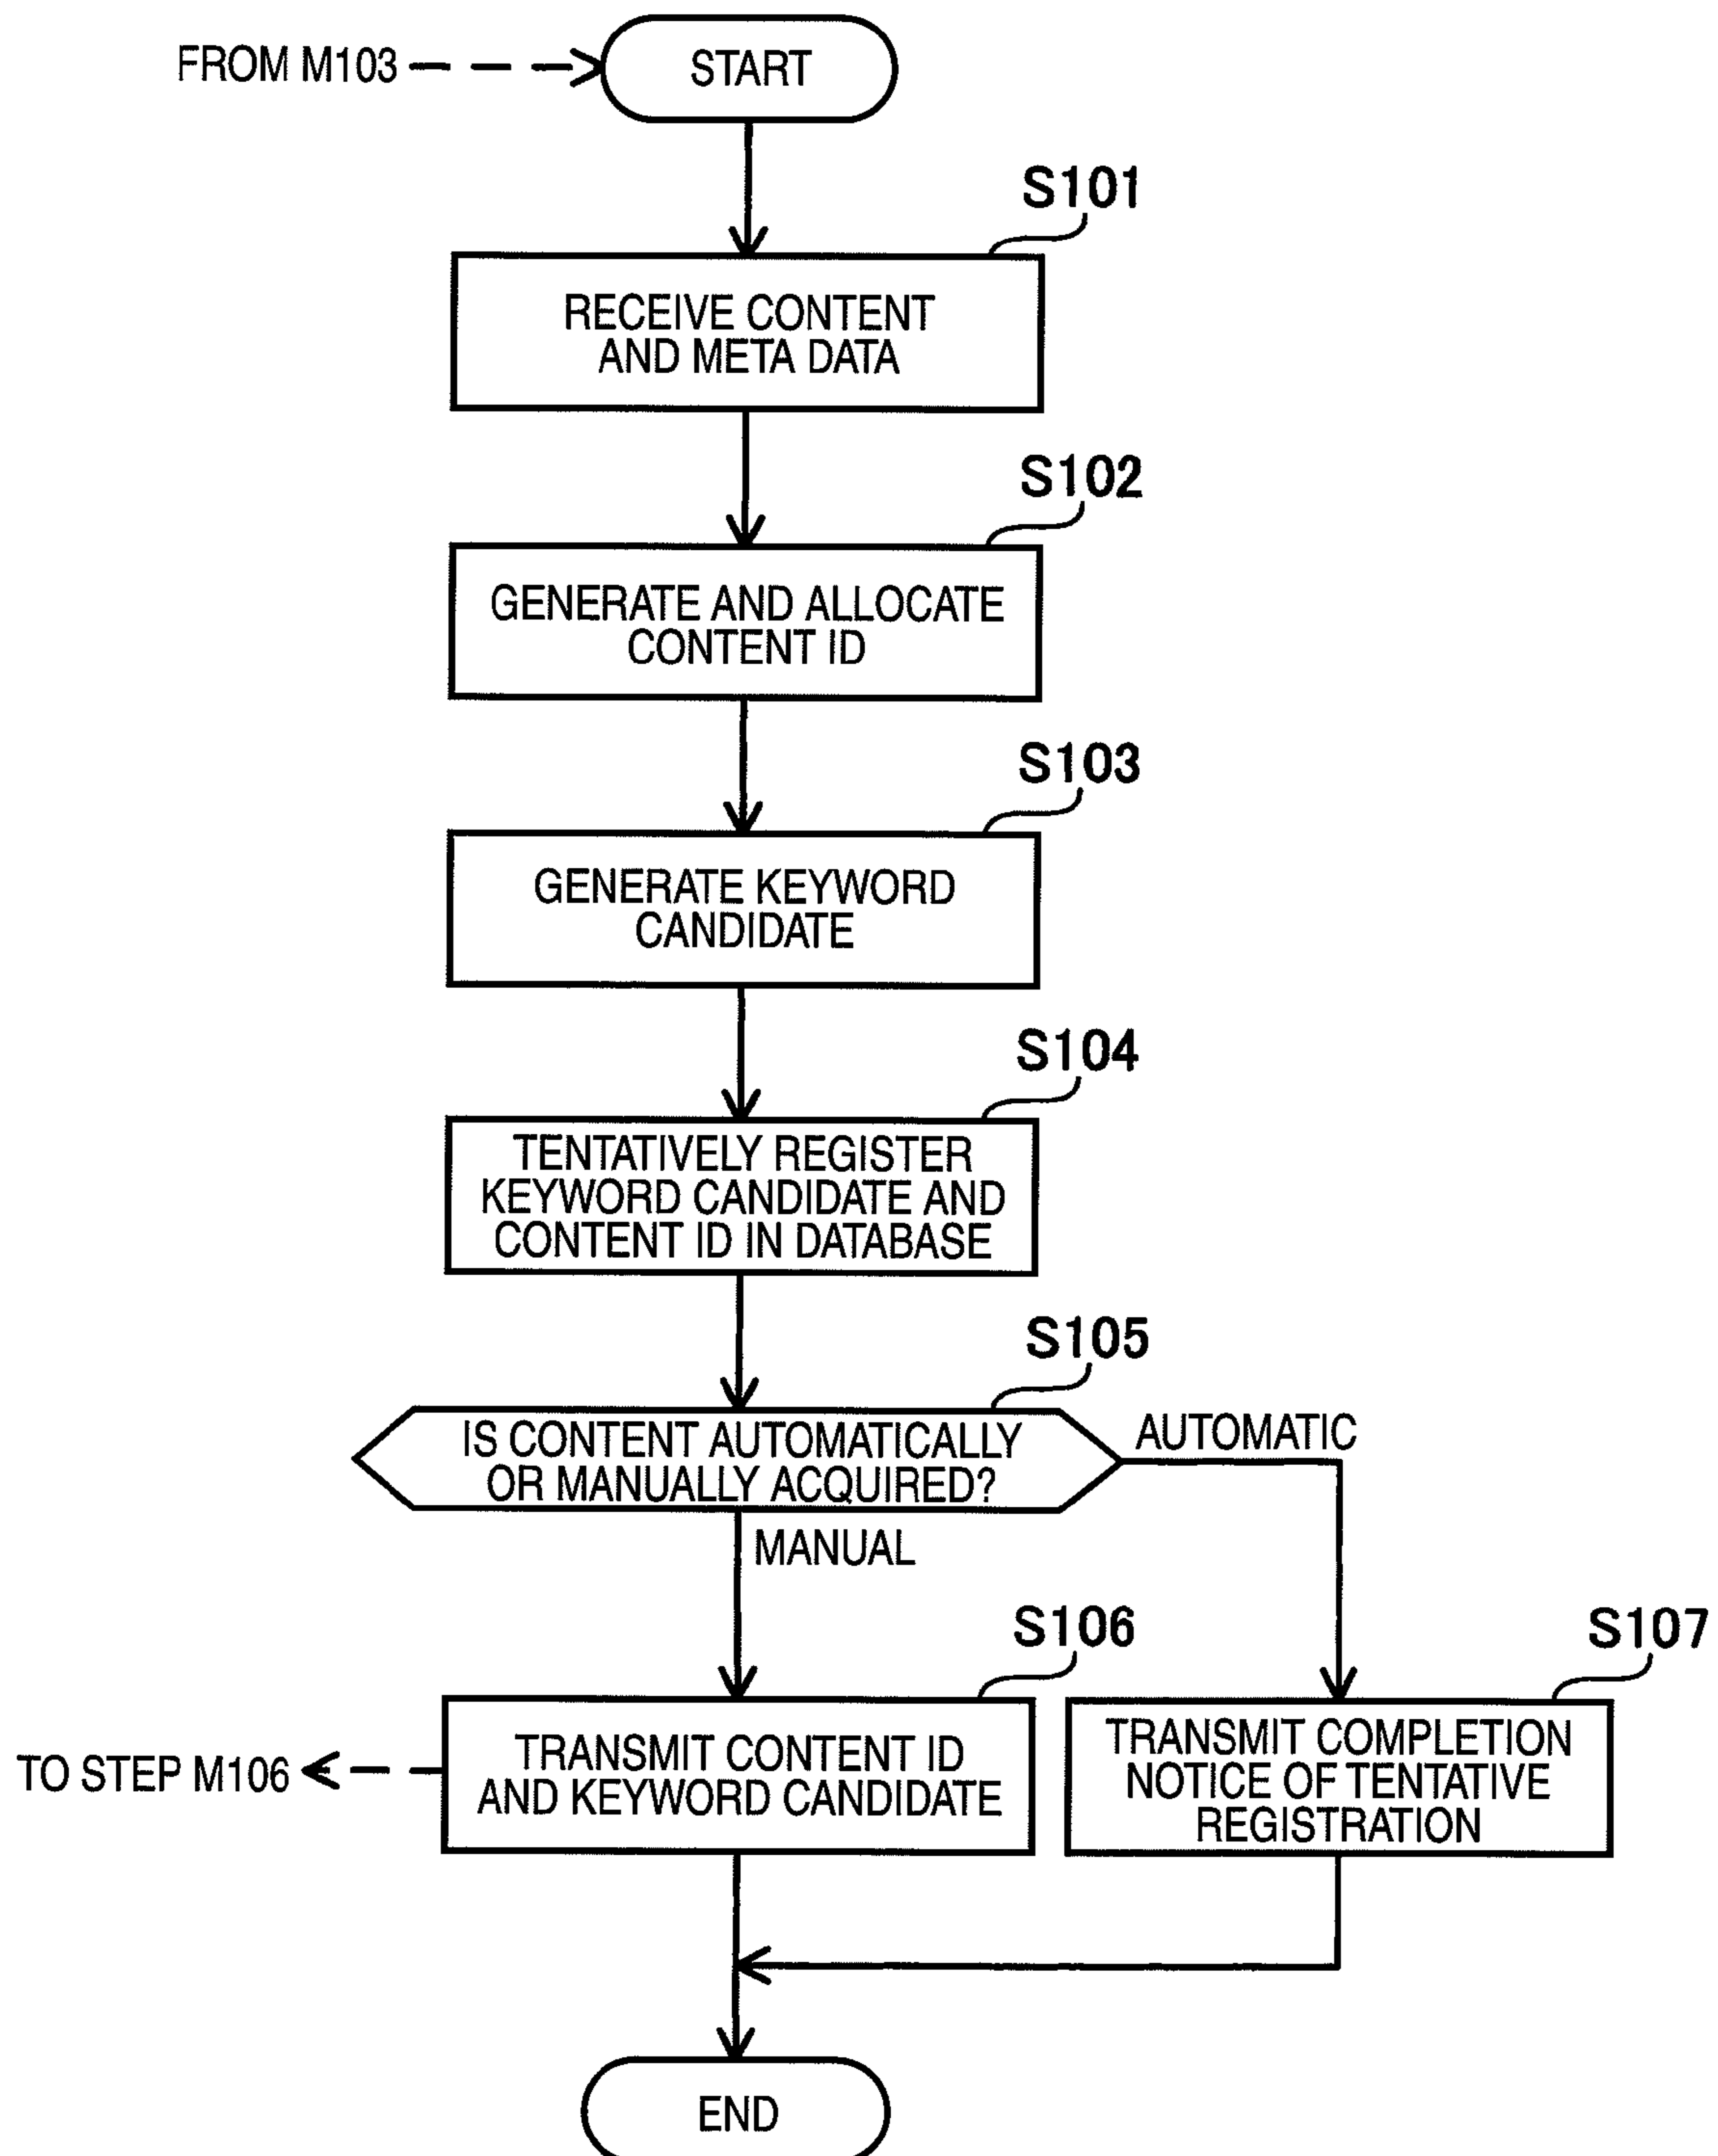 FROM M103
START
S101
RECEIVE CONTENT
AND META DATA
S102
GENERATE AND ALLOCATE
CONTENT ID
S103
GENERATE KEYWORD
CANDIDATE
S104
TENTATIVELY REGISTER
KEYWORD CANDIDATE AND
CONTENT ID IN DATABASE
S105
IS CONTENT AUTOMATICALLY
OR MANUALLY ACQUIRED?
AUTOMATIC
MANUAL
S106
TRANSMIT CONTENT ID
AND KEYWORD CANDIDATE
TO STEP M106
S107
TRANSMIT COMPLETION
NOTICE OF TENTATIVE
REGISTRATION
END